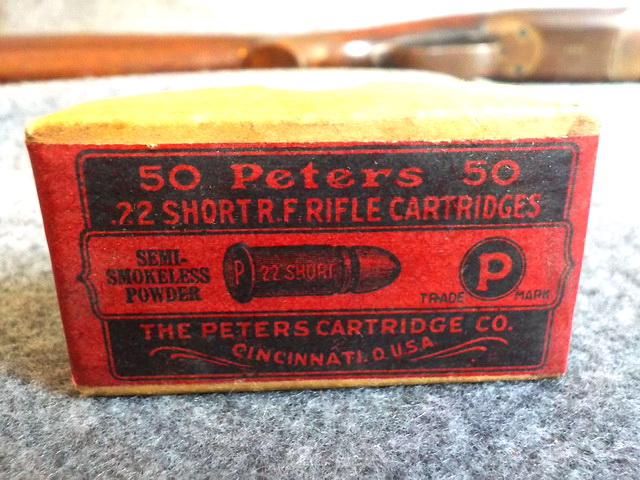 50 Peters 50
.22 SHORT R.F. RIFLE CARTRIDGES
SEMI-
SMOKELESS
POWDER
P 22 SHORT
P
TRADE MARK
THE PETERS CARTRIDGE CO.
CINCINNATI. O. U.S.A.